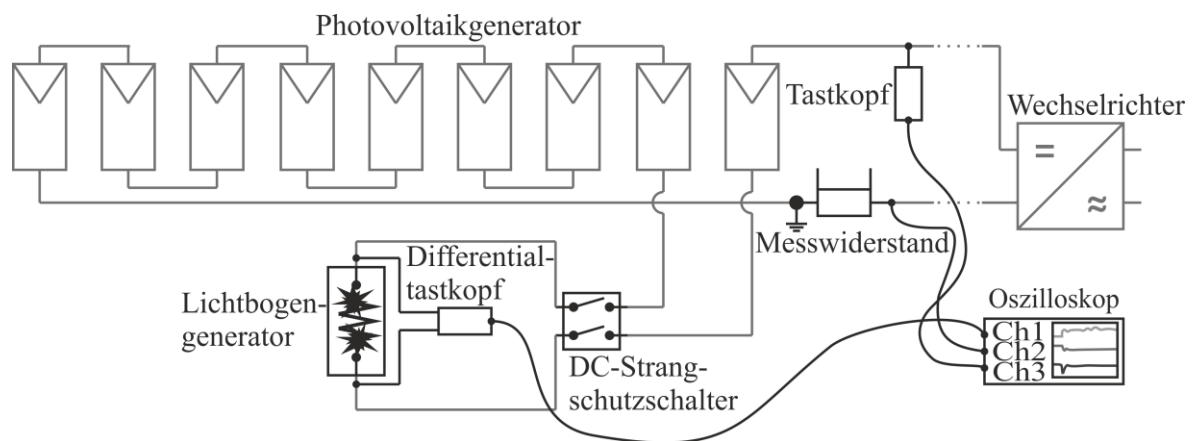 Photovoltaikgenerator
Tastkopf
Wechselrichter
=
≈
Messwiderstand
Differential-
tastkopf
Lichtbogen-
generator
DC-Strang-
schutzschalter
Oszilloskop
Ch1
Ch2
Ch3